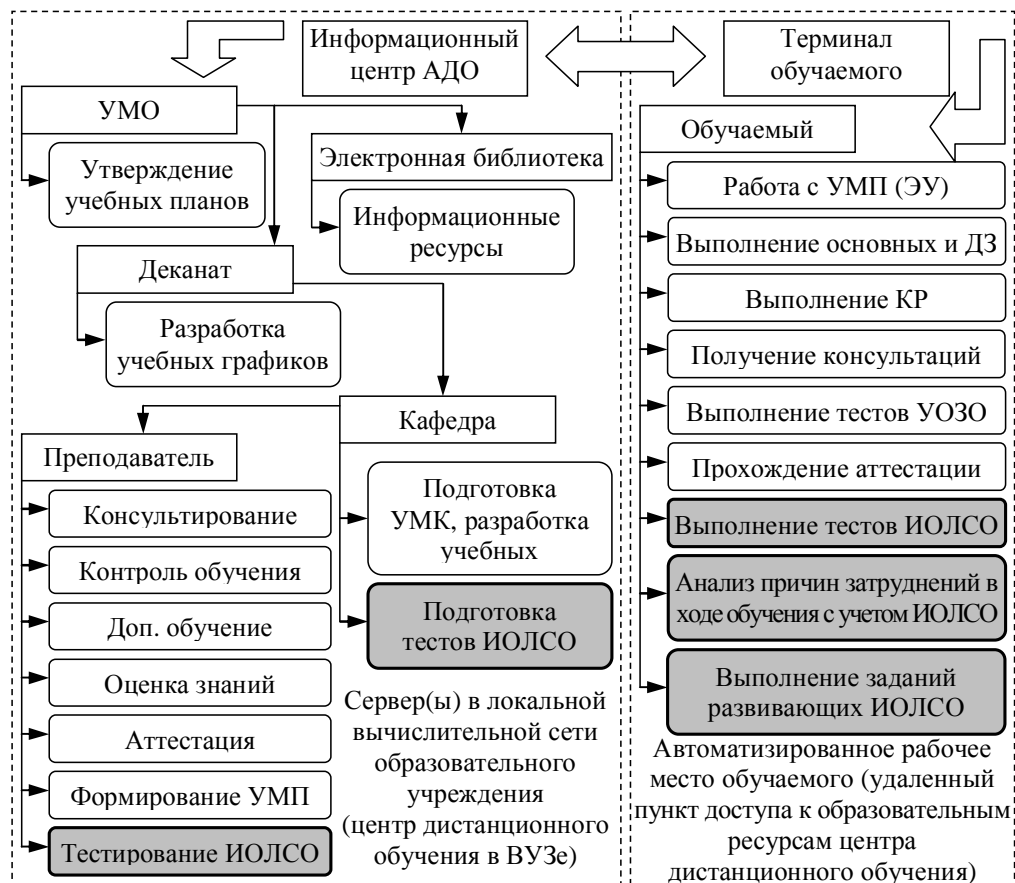 Информационный
центр АДО
УМО
Утверждение
учебных планов
Электронная библиотека
Информационные
ресурсы
Деканат
Разработка
учебных графиков
Кафедра
Преподаватель
Консультирование
Контроль обучения
Доп. обучение
Оценка знаний
Аттестация
Формирование УМП
Тестирование ИОЛСО
Подготовка
УМК, разработка
учебных
Подготовка
тестов ИОЛСО
Сервер(ы) в локальной
вычислительной сети
образовательного
учреждения
(центр дистанционного
обучения в ВУЗе)
Терминал
обучаемого
Обучаемый
Работа с УМП (ЭУ)
Выполнение основных и ДЗ
Выполнение КР
Получение консультаций
Выполнение тестов УОЗО
Прохождение аттестации
Выполнение тестов ИОЛСО
Анализ причин затруднений в
ходе обучения с учетом ИОЛСО
Выполнение заданий
развивающих ИОЛСО
Автоматизированное рабочее
место обучаемого (удаленный
пункт доступа к образовательным
ресурсам центра
дистанционного обучения)